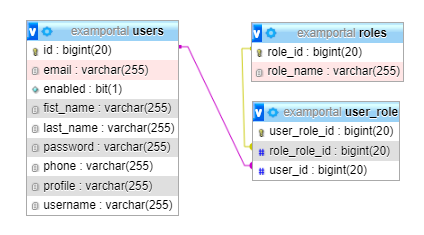 examportal users
id : bigint(20)
email : varchar(255)
enabled : bit(1)
fist_name : varchar(255)
last_name : varchar(255)
password : varchar(255)
phone : varchar(255)
profile : varchar(255)
username : varchar(255)
examportal roles
role_id : bigint(20)
role_name : varchar(255)
examportal user_role
user_role_id : bigint(20)
role_role_id : bigint(20)
user_id : bigint(20)